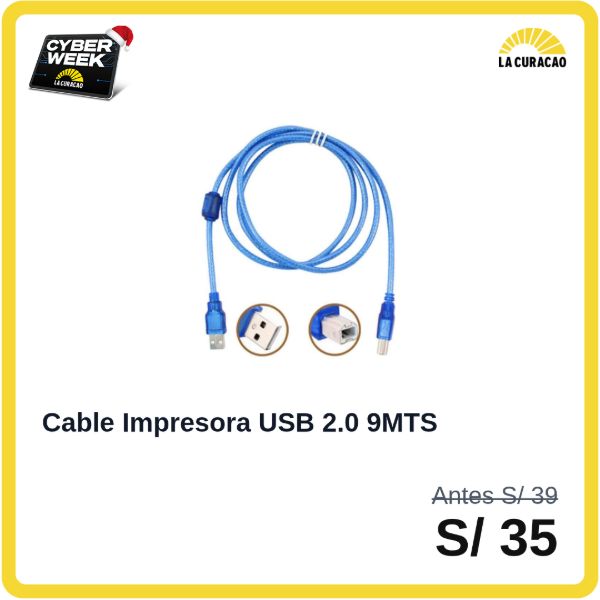 CYBER
WEEK
LA CURACAO
LA CURACAO
Cable Impresora USB 2.0 9MTS
Antes S/ 39
S/ 35